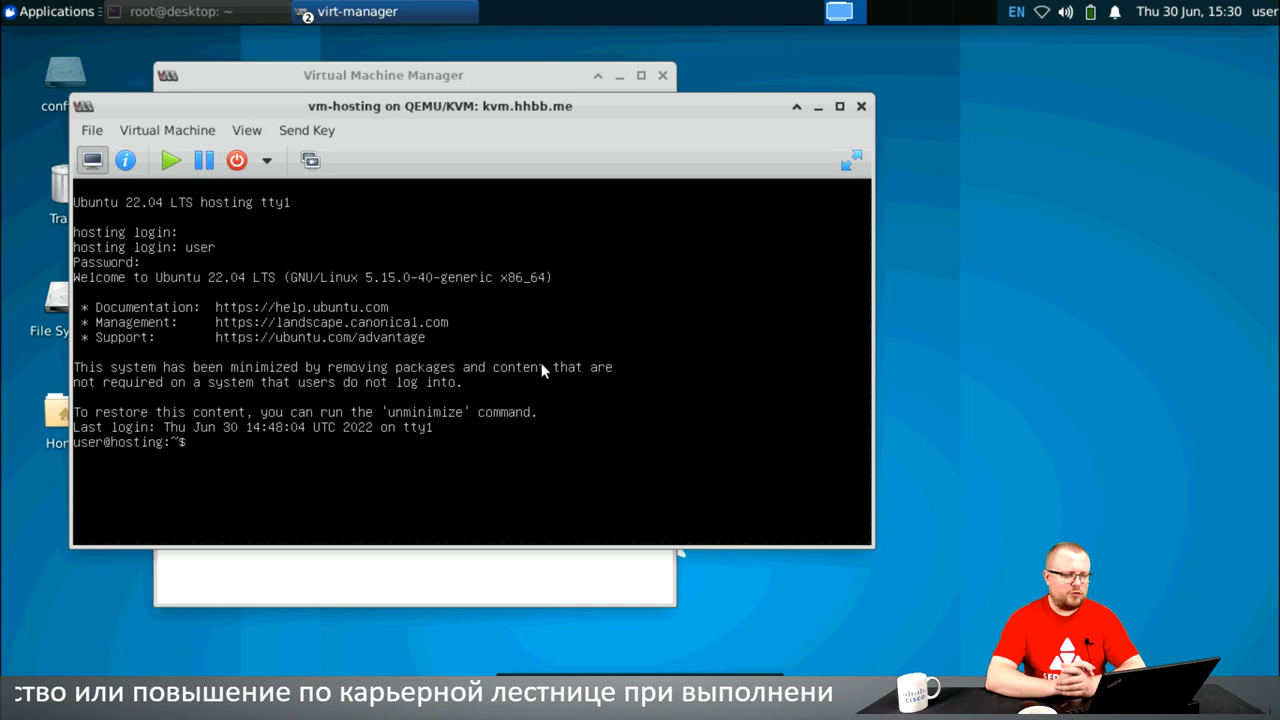 Applications
root@desktop: ~
2
virt-manager
EN
Thu 30 Jun, 15:30
user
Virtual Machine Manager
vm-hosting on QEMU/KVM: kvm.hhbb.me
File Virtual Machine View Send Key
Ubuntu 22.04 LTS hosting tty1
hosting login:
hosting login: user
Password:
Welcome to Ubuntu 22.04 LTS (GNU/Linux 5.15.0-40-generic x86_64)
* Documentation: https://help.ubuntu.com
* Management: https://landscape.canonical.com
* Support: https://ubuntu.com/advantage
This system has been minimized by removing packages and content that are
not required on a system that users do not log into.
To restore this content, you can run the 'unminimize' command.
Last login: Thu Jun 30 14:48:04 UTC 2022 on tty1
user@hosting:~$
conf
Tra
File Sy
Hon
ство или повышение по карьерной лестнице при выполнени
CISCO